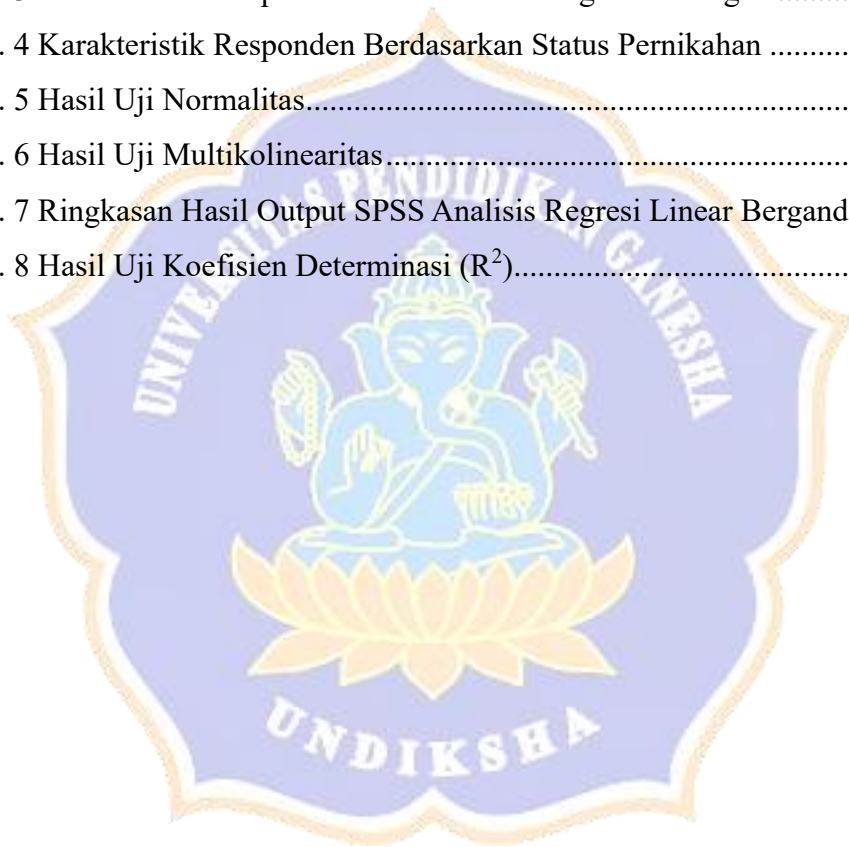 . 4 Karakteristik Responden Berdasarkan Status Pernikahan ..........
. 5 Hasil Uji Normalitas..........................................................
. 6 Hasil Uji Multikolinearitas.................................................
. 7 Ringkasan Hasil Output SPSS Analisis Regresi Linear Bergand
. 8 Hasil Uji Koefisien Determinasi (R²)..................................
UNIVERSITAS PENDIDIKAN GANESHA
UNDIKSHA